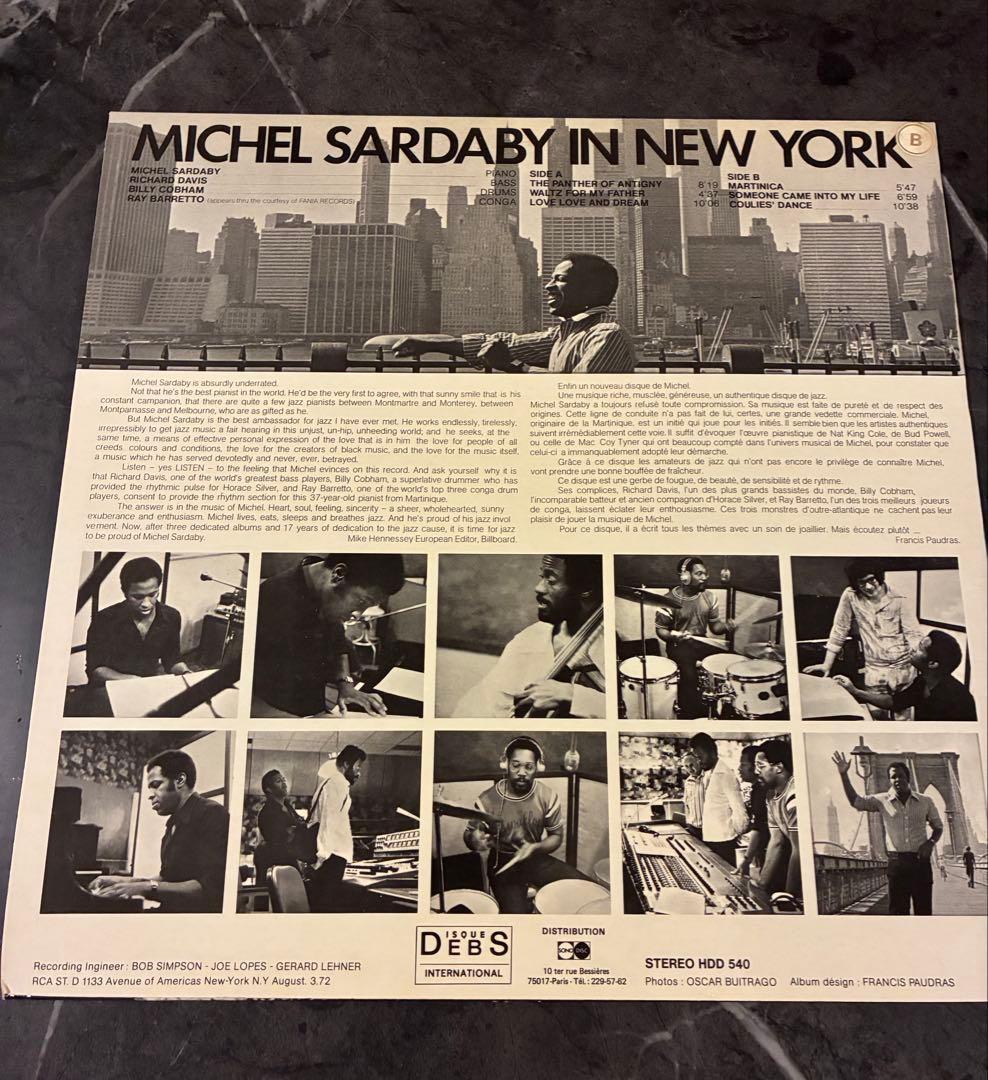 MICHEL SARDABY IN NEW YORK
B
MICHEL SARDABY PIANO
RICHARD DAVIS BASS
BILLY COBHAM DRUMS
RAY BARRETTO (appears thru the courtesy of FANIA RECORDS) CONGA
SIDE A
THE PANTHER OF ANTIGNY 8'19
WALTZ FOR MY FATHER 4'37
LOVE LOVE AND DREAM 10'06
SIDE B
MARTINICA 5'47
SOMEONE CAME INTO MY LIFE 6'59
COULIES' DANCE 10'38
Michel Sardaby is absurdly underrated.
Not that he's the best pianist in the world. He'd be the very first to agree, with that sunny smile that is his
constant campanion, that there are quite a few jazz pianists between Montmartre and Monterey, between
Montparnasse and Melbourne, who are as gifted as he.
But Michel Sardaby is the best ambassador for jazz I have ever met. He works endlessly, tirelessly,
irrepressibly to get jazz music a fair hearing in this unjust, un-hip, unheeding world; and he seeks, at the
same time, a means of effective personal expression of the love that is in him the love for people of all
creeds, colours and conditions, the love for the creators of black music, and the love for the music itself,
a music which he has served devotedly and never, ever, betrayed.
Listen – yes LISTEN – to the feeling that Michel evinces on this record. And ask yourself why it is
that Richard Davis, one of the world's greatest bass players, Billy Cobham, a superlative drummer who has
provided the rhythmic pulse for Horace Silver, and Ray Barretto, one of the world's top three conga drum
players, consent to provide the rhythm section for this 37-year-old pianist from Martinique.
The answer is in the music of Michel. Heart, soul, feeling, sincerity – a sheer, wholehearted, sunny
exuberance and enthusiasm. Michel lives, eats, sleeps and breathes jazz. And he's proud of his jazz invol
vement. Now, after three dedicated albums and 17 years of dedication to the jazz cause, it is time for jazz
to be proud of Michel Sardaby. Mike Hennessey European Editor, Billboard.
Enfin un nouveau disque de Michel.
Une musique riche, musclée, généreuse, un authentique disque de jazz.
Michel Sardaby a toujours refusé toute compromission. Sa musique est faite de pureté et de respect des
origines. Cette ligne de conduite n'a pas fait de lui, certes, une grande vedette commerciale. Michel,
originaire de la Martinique, est un initié qui joue pour les initiés. Il semble bien que les artistes authentiques
suivent irrémédiablement cette voie. Il suffit d'évoquer l'œuvre pianistique de Nat King Cole, de Bud Powell,
ou celle de Mac Coy Tyner qui ont beaucoup compté dans l'univers musical de Michel, pour constater que
celui-ci a immanquablement adopté leur démarche.
Grâce à ce disque les amateurs de jazz qui n'ont pas encore le privilège de connaître Michel,
vont prendre une bonne bouffée de fraîcheur.
Ce disque est une gerbe de fougue, de beauté, de sensibilité et de rythme.
Ses complices, Richard Davis, l'un des plus grands bassistes du monde, Billy Cobham,
l'incomparable batteur et ancien compagnon d'Horace Silver, et Ray Barretto, l'un des trois meilleurs joueurs
de conga, laissent éclater leur enthousiasme. Ces trois monstres d'outre-atlantique ne cachent pas leur
plaisir de jouer la musique de Michel.
Pour ce disque, il a écrit tous les thèmes avec un soin de joaillier. Mais écoutez plutôt ...
Francis Paudras.
Recording Ingineer : BOB SIMPSON - JOE LOPES - GERARD LEHNER
RCA ST. D 1133 Avenue of Americas New-York N.Y August. 3.72
DISQUES DEBS
INTERNATIONAL
DISTRIBUTION
SONO DISC
10 ter rue Bessières
75017-Paris - Tél. : 229-57-62
STEREO HDD 540
Photos : OSCAR BUITRAGO Album désign : FRANCIS PAUDRAS